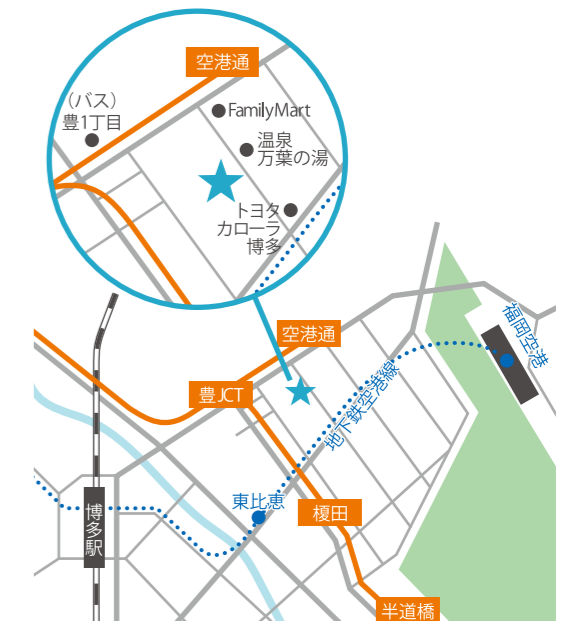 空港通
FamilyMart
(バス)
豊1丁目
温泉
万葉の湯
トヨタ
カローラ
博多
空港通
福岡空港
豊JCT
地下鉄空港線
東比恵
博多駅
榎田
半道橋